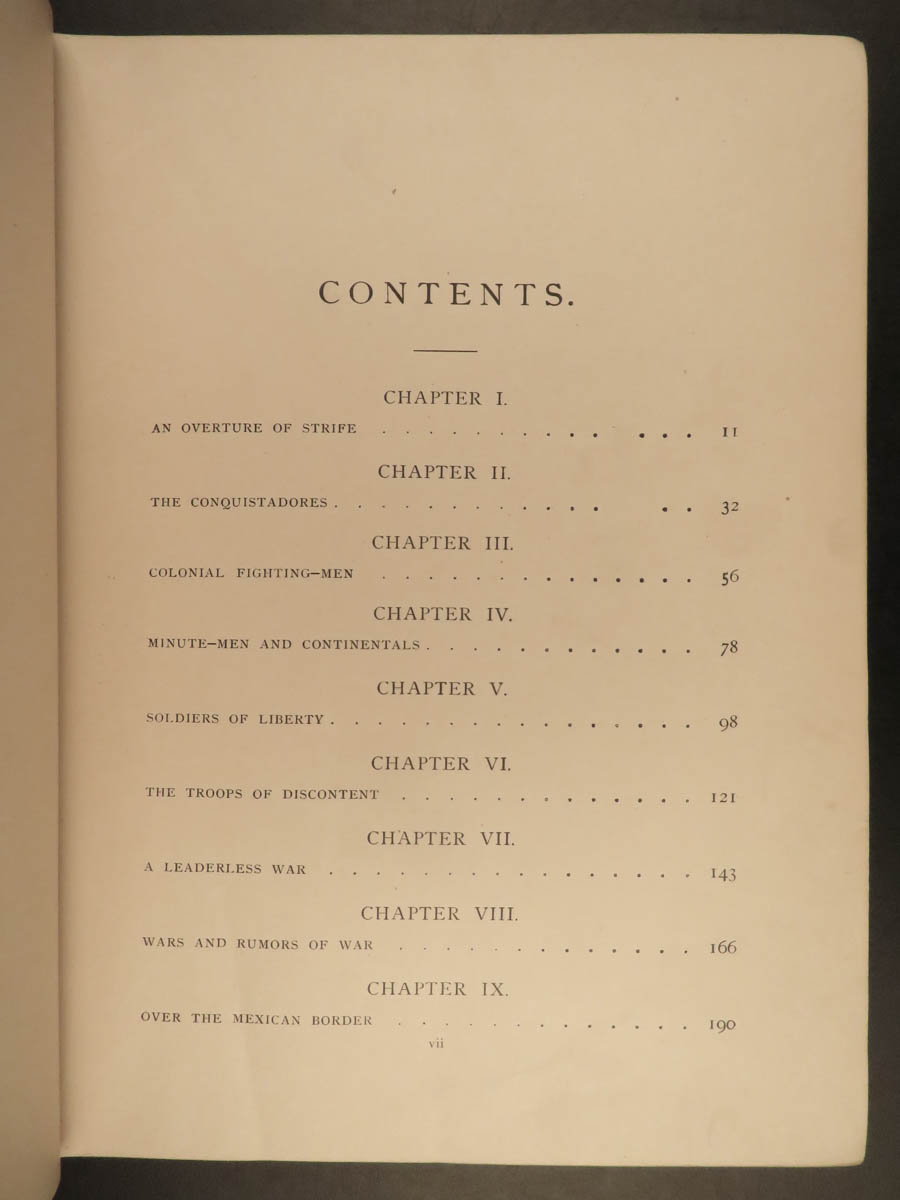 CONTENTS.
CHAPTER I.
AN OVERTURE OF STRIFE . . . . . . . . . . . . . 11
CHAPTER II.
THE CONQUISTADORES . . . . . . . . . . . . . . 32
CHAPTER III.
COLONIAL FIGHTING—MEN . . . . . . . . . . . . . . 56
CHAPTER IV.
MINUTE—MEN AND CONTINENTALS . . . . . . . . . . . . 78
CHAPTER V.
SOLDIERS OF LIBERTY . . . . . . . . . . . . . . . . 98
CHAPTER VI.
THE TROOPS OF DISCONTENT . . . . . . . . . . . . . 121
CHAPTER VII.
A LEADERLESS WAR . . . . . . . . . . . . . . . . 143
CHAPTER VIII.
WARS AND RUMORS OF WAR . . . . . . . . . . . . . 166
CHAPTER IX.
OVER THE MEXICAN BORDER . . . . . . . . . . . . . 190
vii